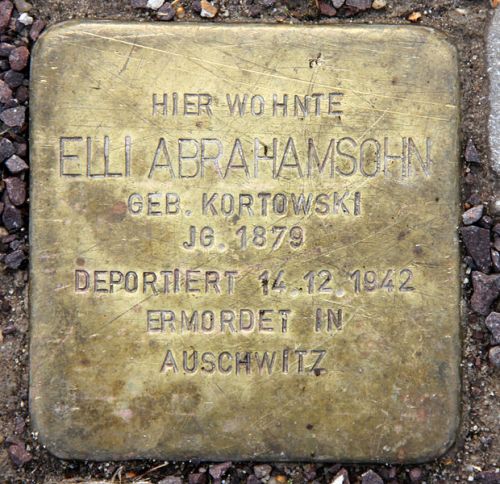 HIER WOHNTE
ELLI ABRAHAMSOHN
GEB. KORTOWSKI
JG. 1879
DEPORTIERT 14.12.1942
ERMORDET IN
AUSCHWITZ